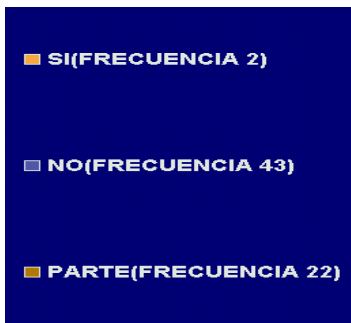 SI(FRECUENCIA 2)
NO(FRECUENCIA 43)
PARTE(FRECUENCIA 22)